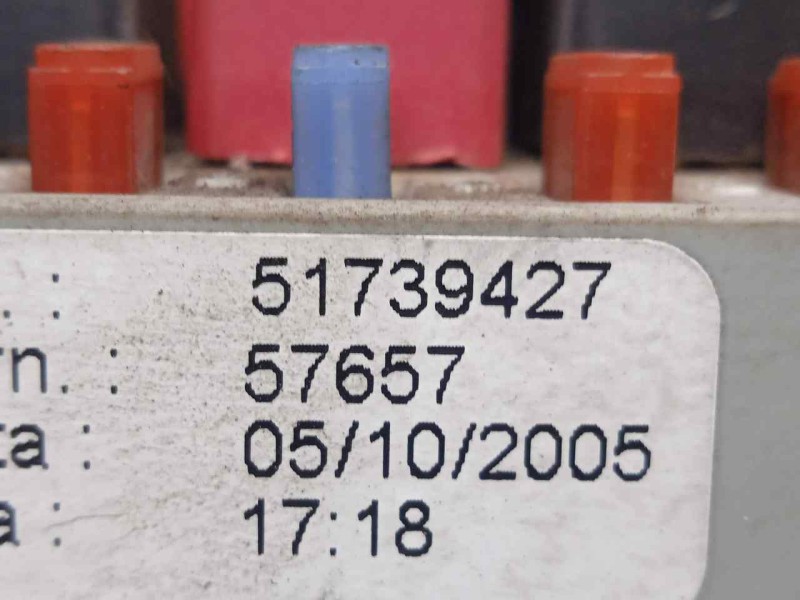 . : 51739427
rn. : 57657
ta : 05/10/2005
a : 17:18